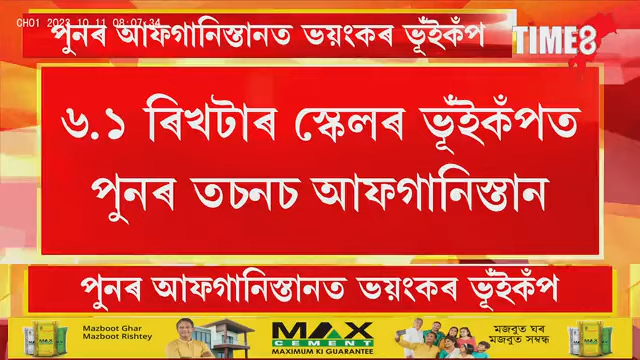 CH01 2023 10 11 08:07:34
পুনৰ আফগানিস্তানত ভয়ংকৰ ভূঁইকঁপ
TIME8
৬.১ ৰিখটাৰ স্কেলৰ ভূঁইকঁপত
পুনৰ তচনচ আফগানিস্তান
পুনৰ আফগানিস্তানত ভয়ংকৰ ভূঁইকঁপ
Mazboot Ghar
Mazboot Rishtey
MAX
CEMENT
MAXIMUM KI GUARANTEE
মজবুত ঘৰ
মজবুত সম্বন্ধ